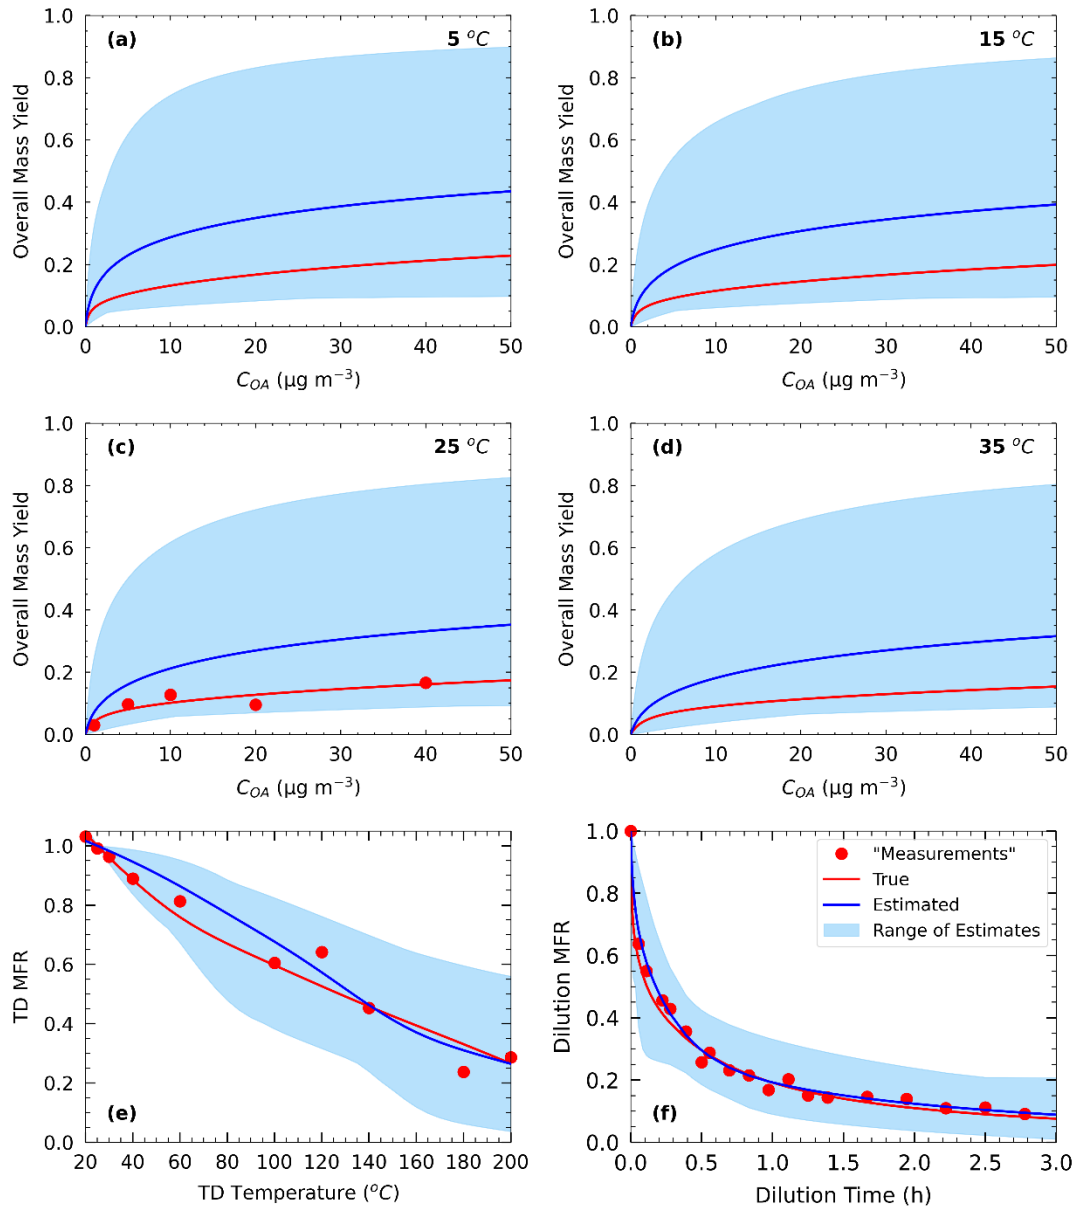 (a) 5 °C
Overall Mass Yield
1.0
0.8
0.6
0.4
0.2
0.0
0 10 20 30 40 50
C_OA (µg m⁻³)
(b) 15 °C
Overall Mass Yield
1.0
0.8
0.6
0.4
0.2
0.0
0 10 20 30 40 50
C_OA (µg m⁻³)
(c) 25 °C
Overall Mass Yield
1.0
0.8
0.6
0.4
0.2
0.0
0 10 20 30 40 50
C_OA (µg m⁻³)
(d) 35 °C
Overall Mass Yield
1.0
0.8
0.6
0.4
0.2
0.0
0 10 20 30 40 50
C_OA (µg m⁻³)
(e)
TD MFR
1.0
0.8
0.6
0.4
0.2
0.0
20 40 60 80 100 120 140 160 180 200
TD Temperature (°C)
(f)
Dilution MFR
1.0
0.8
0.6
0.4
0.2
0.0
0.0 0.5 1.0 1.5 2.0 2.5 3.0
Dilution Time (h)
"Measurements"
True
Estimated
Range of Estimates